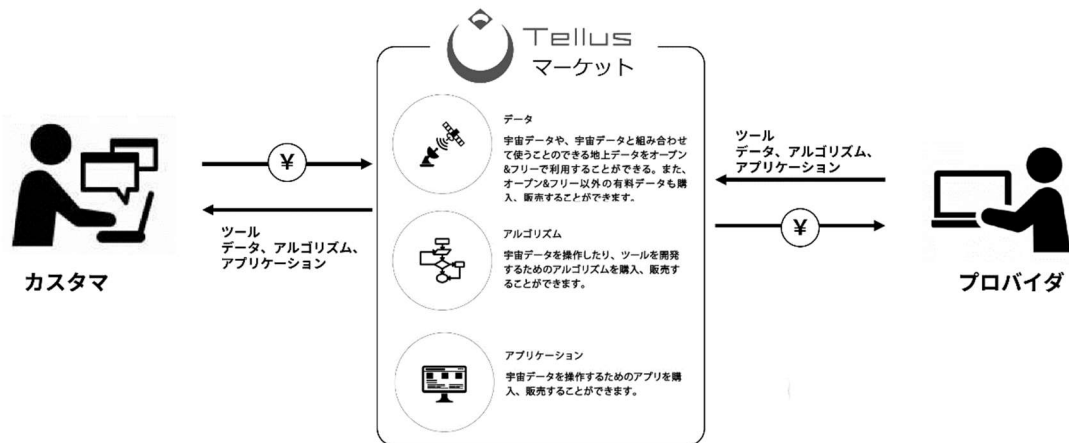 Tellus
マーケット
データ
宇宙データや、宇宙データと組み合わせ
て使うことのできる地上データをオープン
&フリーで利用することができる。また、
オープン&フリー以外の有料データも購
入、販売することができます。
アルゴリズム
宇宙データを操作したり、ツールを開発
するためのアルゴリズムを購入、販売す
ることができます。
アプリケーション
宇宙データを操作するためのアプリを購
入、販売することができます。
¥
ツール
データ、アルゴリズム、
アプリケーション
カスタマ
ツール
データ、アルゴリズム、
アプリケーション
¥
プロバイダ